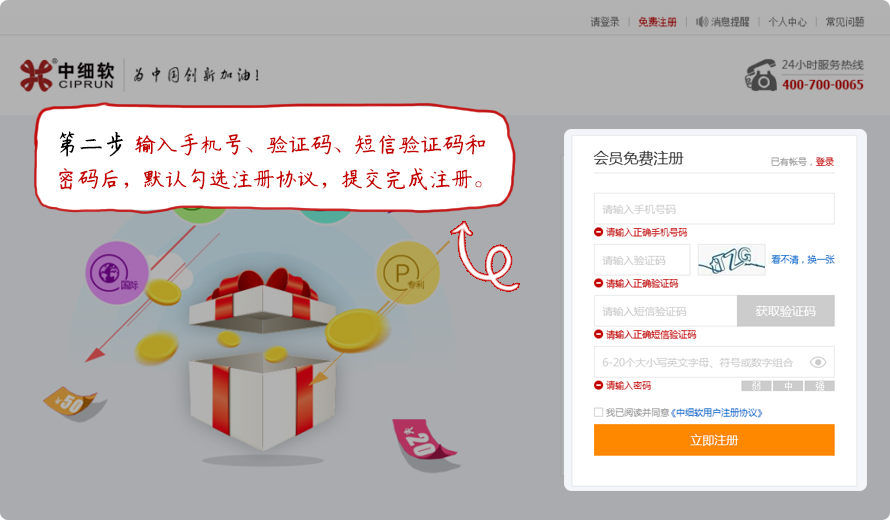 请登录 免费注册 消息提醒 个人中心 常见问题
中细软®
CIPRUN
为中国创新加油!
24小时服务热线
400-700-0065
第二步 输入手机号、验证码、短信验证码和
密码后，默认勾选注册协议，提交完成注册。
国际
P
专利
¥50
¥20
会员免费注册
已有帐号，登录
请输入手机号码
请输入正确手机号码
请输入验证码
看不清，换一张
请输入正确验证码
请输入短信验证码 获取验证码
请输入正确短信验证码
6-20个大小写英文字母、符号或数字组合
请输入密码
弱 中 强
我已阅读并同意《中细软用户注册协议》
立即注册